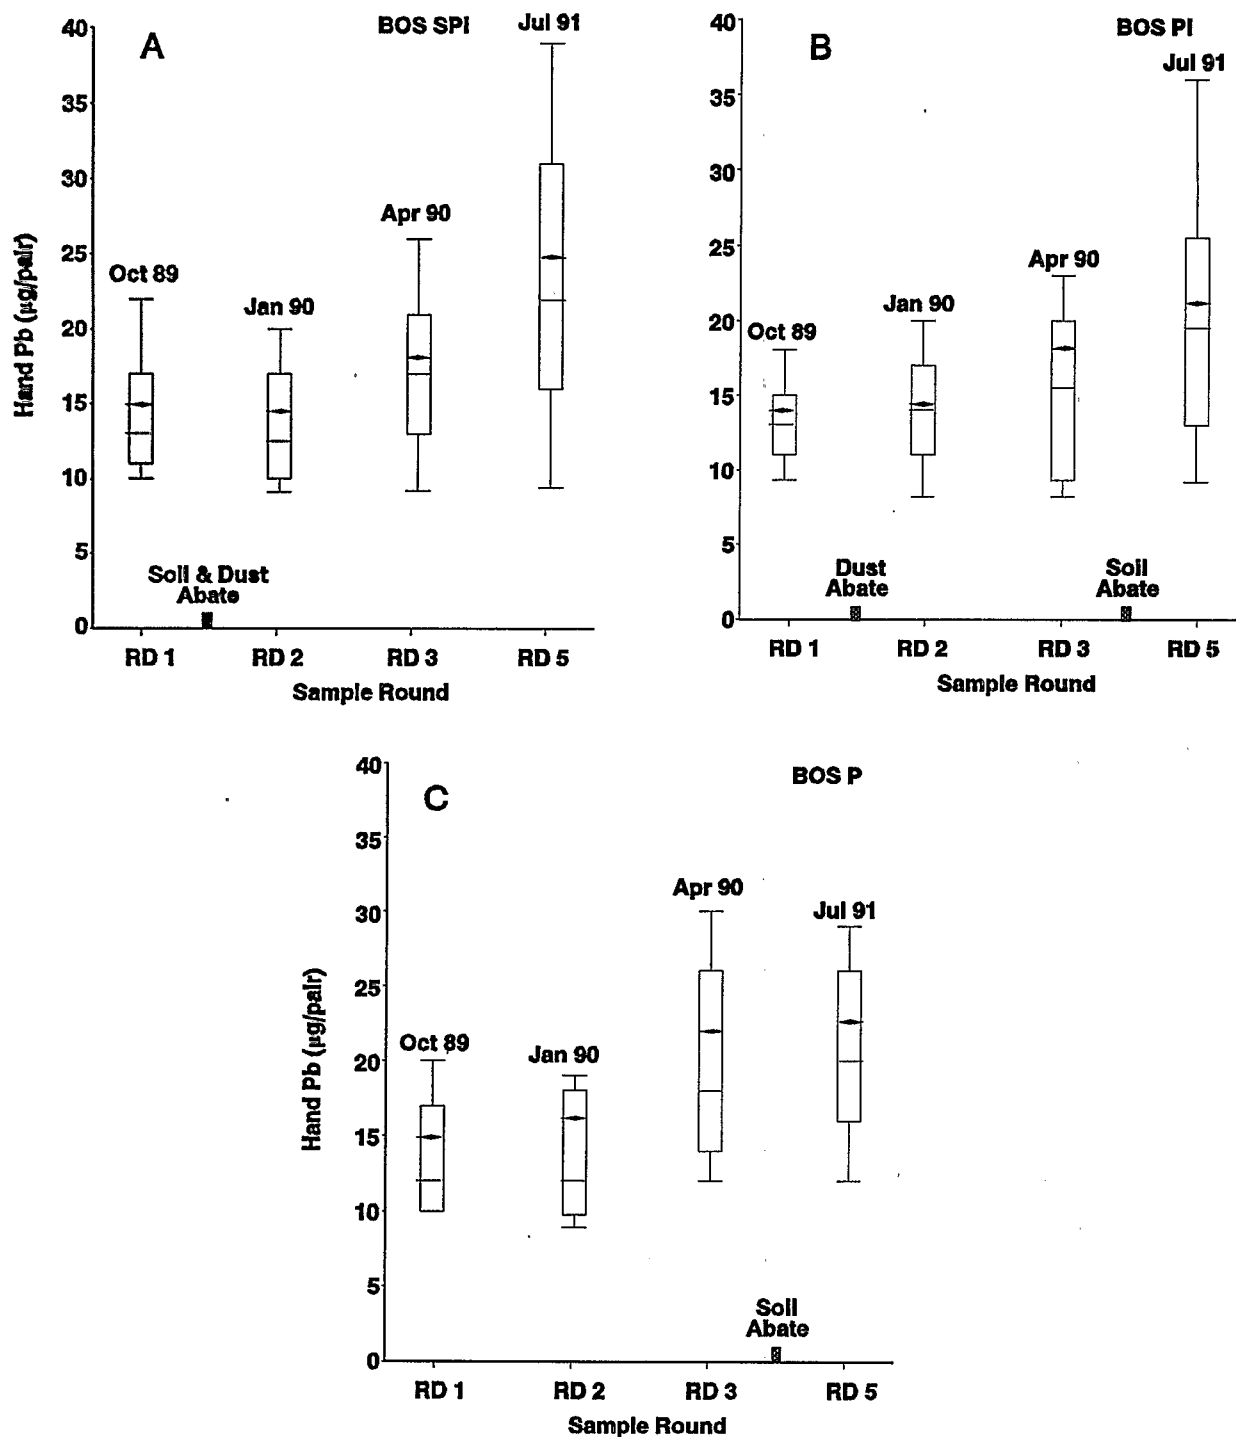 A
BOS SPI
Jul 91
40
35
30
25
20
15
10
5
0
Hand Pb (µg/pair)
Oct 89
Jan 90
Apr 90
Soil & Dust
Abate
RD 1
RD 2
RD 3
RD 5
Sample Round
B
BOS PI
Jul 91
40
35
30
25
20
15
10
5
0
Oct 89
Jan 90
Apr 90
Dust
Abate
Soil
Abate
RD 1
RD 2
RD 3
RD 5
Sample Round
C
BOS P
40
35
30
25
20
15
10
5
0
Hand Pb (µg/pair)
Oct 89
Jan 90
Apr 90
Jul 91
Soil
Abate
RD 1
RD 2
RD 3
RD 5
Sample Round